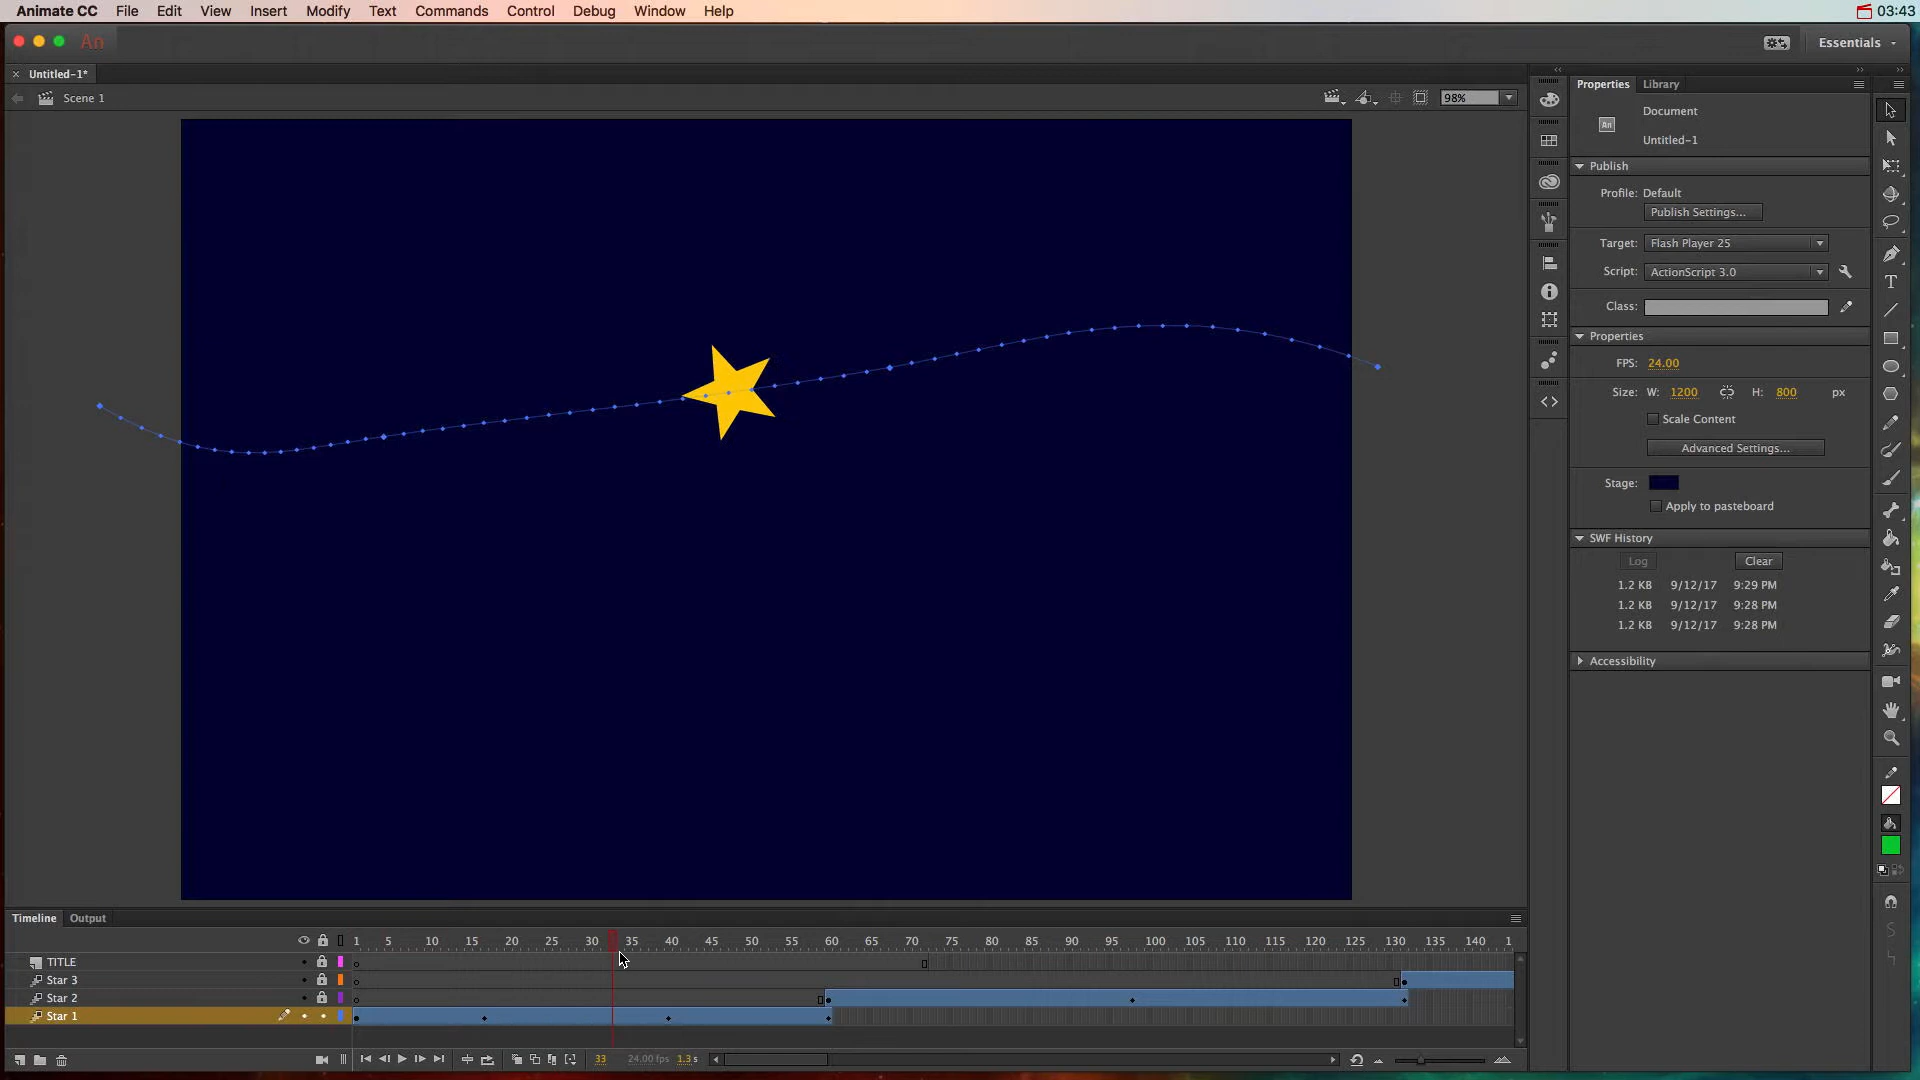 Animate CC File Edit View Insert Modify Text Commands Control Debug Window Help 03:43
An Essentials
× Untitled-1*
Scene 1 98%
Properties Library
Document
An
Untitled-1
Publish
Profile: Default
Publish Settings...
Target: Flash Player 25
Script: ActionScript 3.0
Class:
Properties
FPS: 24.00
Size: W: 1200 H: 800 px
Scale Content
Advanced Settings...
Stage:
Apply to pasteboard
SWF History
Log Clear
1.2 KB 9/12/17 9:29 PM
1.2 KB 9/12/17 9:28 PM
1.2 KB 9/12/17 9:28 PM
Accessibility
T
Timeline Output
1 5 10 15 20 25 30 35 40 45 50 55 60 65 70 75 80 85 90 95 100 105 110 115 120 125 130 135 140 1
TITLE
Star 3
Star 2
Star 1
33 24.00 fps 1.3 s